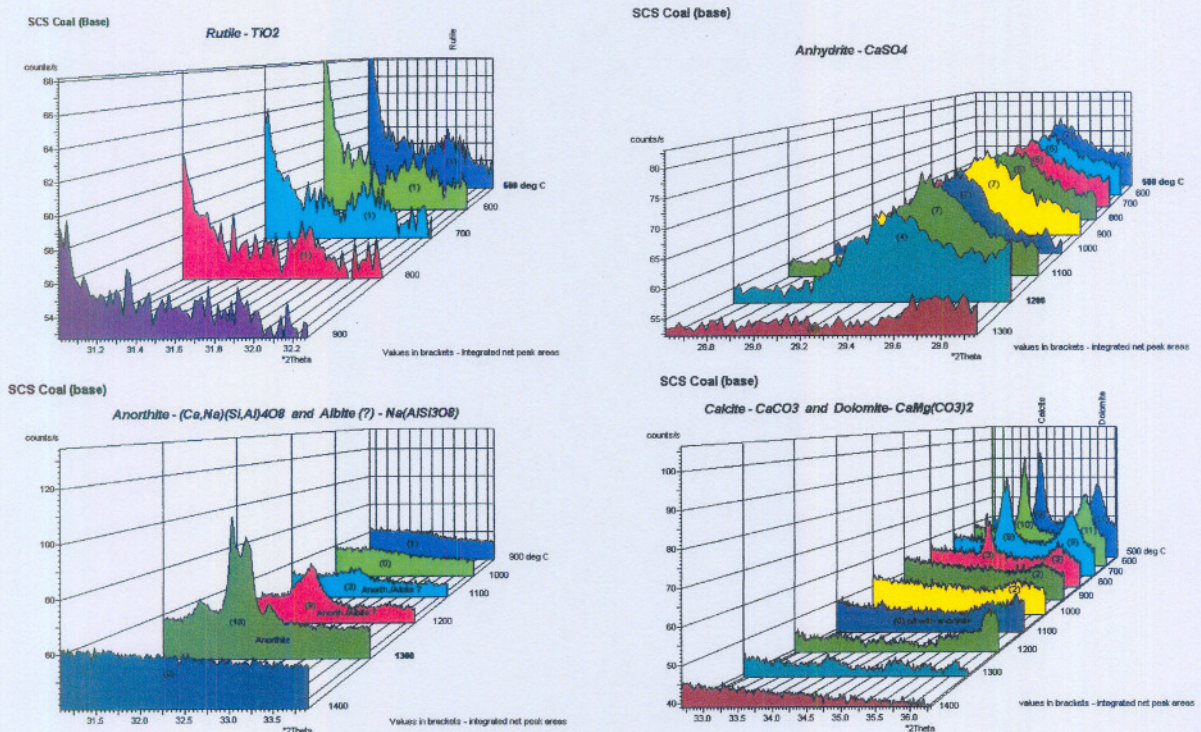 SCS Coal (Base)
Rutile - TiO2
Rutile
counts/s
68
66
64
62
60
58
56
54
31.2
31.4
31.6
31.8
32.0
32.2
°2Theta
(1)
(1)
(1)
(1)
500 deg C
600
700
800
900
Values in brackets - integrated net peak areas
SCS Coal (base)
Anhydrite - CaSO4
counts/s
80
75
70
65
60
55
28.8
29.0
29.2
29.4
29.6
29.8
°2Theta
(7)
(7)
(4)
500 deg C
600
700
800
900
1000
1100
1200
1300
values in brackets - integrated net peak areas
SCS Coal (base)
Anorthite - (Ca,Na)(Si,Al)4O8 and Albite (?) - Na(AlSi3O8)
counts/s
120
100
80
60
31.5
32.0
32.5
33.0
33.5
°2Theta
(1)
(0)
(3)
Anorth./Albite ?
Anorth./Albite
Anorthite
900 deg C
1000
1100
1200
1300
1400
Values in brackets - integrated net peak areas
SCS Coal (base)
Calcite - CaCO3 and Dolomite- CaMg(CO3)2
Calcite
Dolomite
counts/s
100
90
80
70
60
50
40
33.0
33.5
34.0
34.5
35.0
35.5
36.0
°2Theta
(10)
(11)
(2)
(2)
500 deg C
600
700
800
900
1000
1100
1200
1300
1400
values in brackets - integrated net peak areas